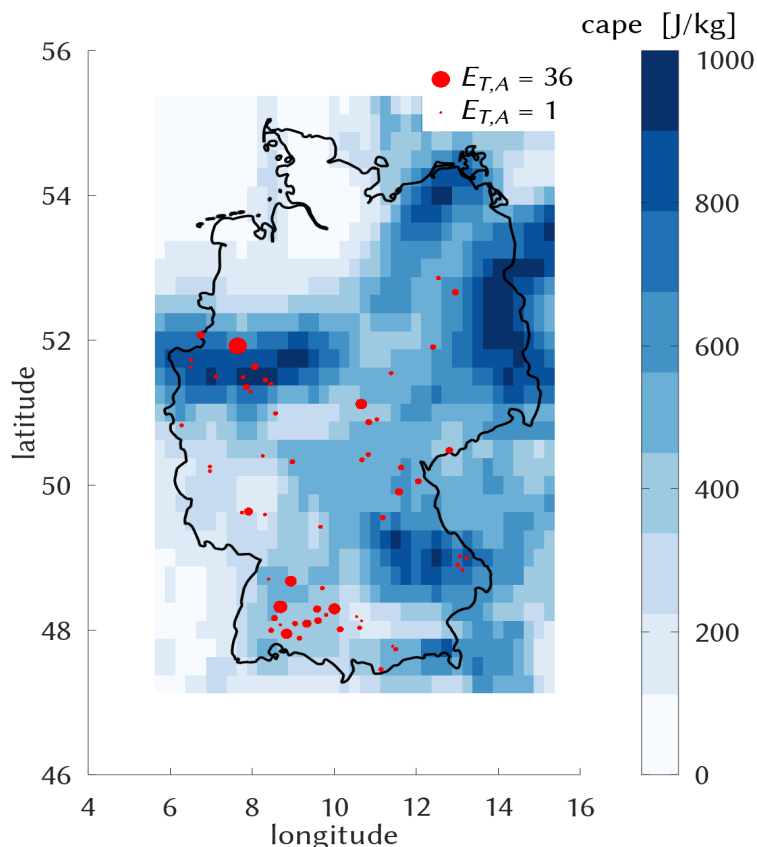 cape [J/kg]
56
1000
E_{T,A} = 36
E_{T,A} = 1
54
800
52
600
latitude
50
400
48
200
46
0
4 6 8 10 12 14 16
longitude